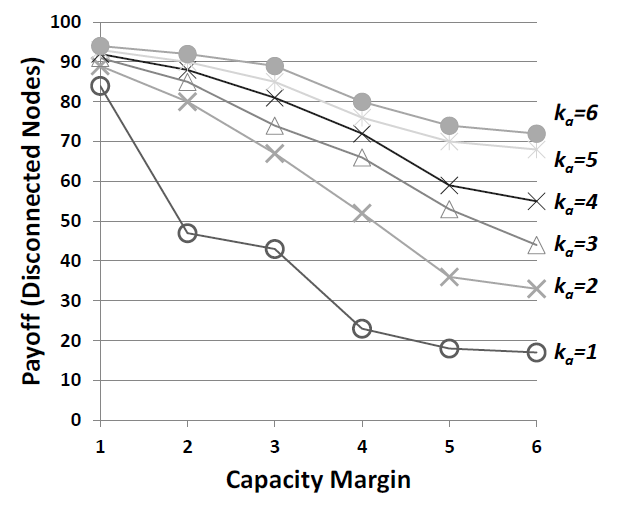 100
90
80
70
60
50
40
30
20
10
0
Payoff (Disconnected Nodes)
1 2 3 4 5 6
Capacity Margin
kₐ=6
kₐ=5
kₐ=4
kₐ=3
kₐ=2
kₐ=1